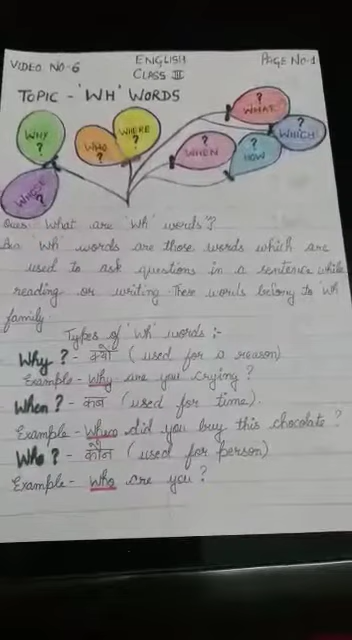 VIDEO NO-6 ENGLISH PAGE NO-1
CLASS III
TOPIC - 'WH' WORDS
WHY ?
WHO ?
WHERE ?
WHAT ?
WHICH ?
WHEN ?
HOW ?
WHOSE ?
Ques- What are 'Wh' words'?
Ans 'Wh' words are those words which are
used to ask questions in a sentence while
reading or writing These words belong to 'Wh'
family.
Types of 'Wh' words :-
Why ? - क्यों (used for a reason)
Example - Why are you crying?
When ? - कब (used for time).
Example - When did you buy this chocolate?
Who ? - कौन (used for person)
Example - Who are you?